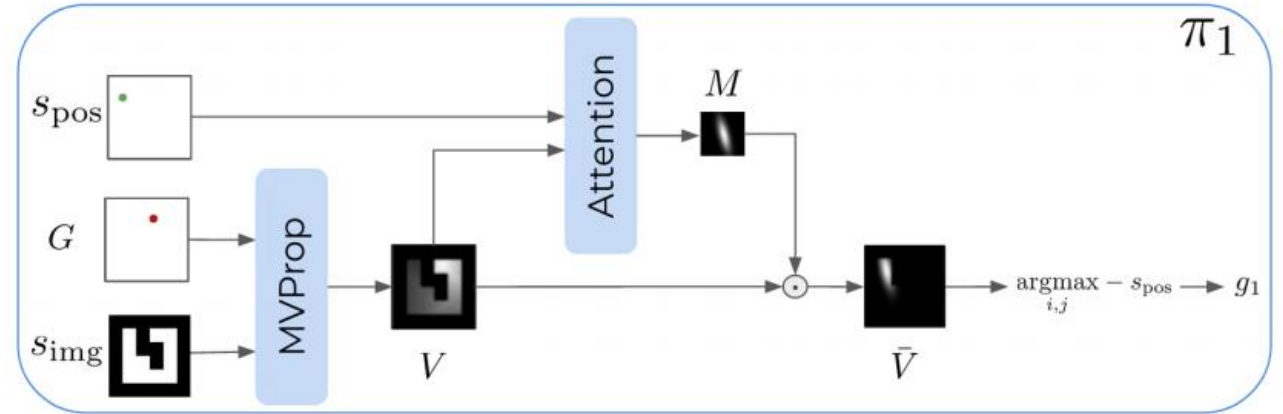 π₁
s_pos
G
s_img
MVProp
V
Attention
M
V̄
argmax − s_pos
i,j
g₁